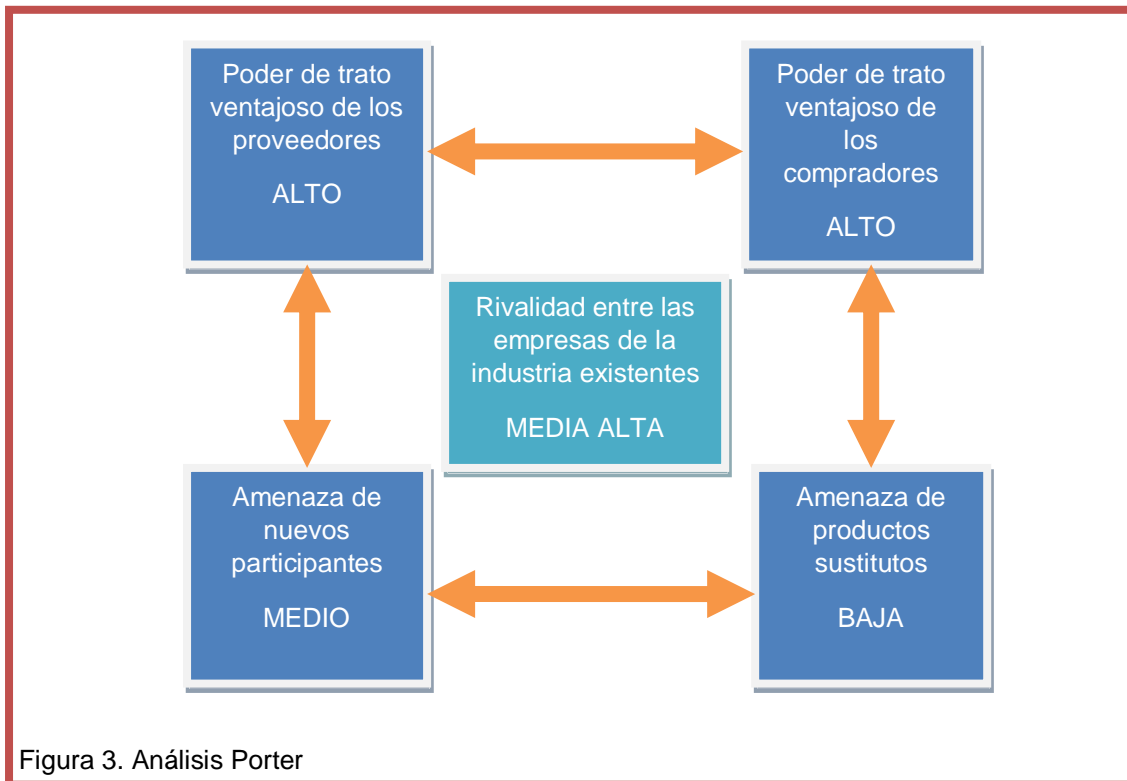 Poder de trato
ventajoso de los
proveedores
ALTO
Poder de trato
ventajoso de
los
compradores
ALTO
Rivalidad entre las
empresas de la
industria existentes
MEDIA ALTA
Amenaza de
nuevos
participantes
MEDIO
Amenaza de
productos
sustitutos
BAJA
Figura 3. Análisis Porter